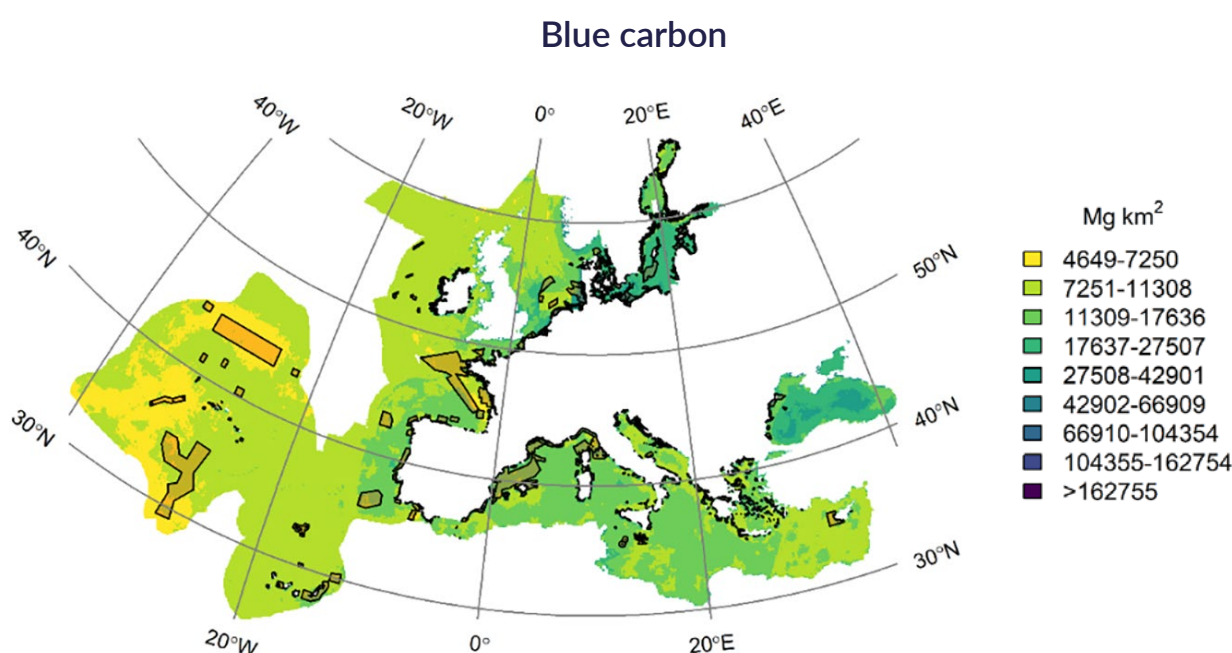 Blue carbon
40°W
20°W
0°
20°E
40°E
40°N
50°N
30°N
40°N
30°N
20°W
0°
20°E
Mg km²
4649-7250
7251-11308
11309-17636
17637-27507
27508-42901
42902-66909
66910-104354
104355-162754
>162755